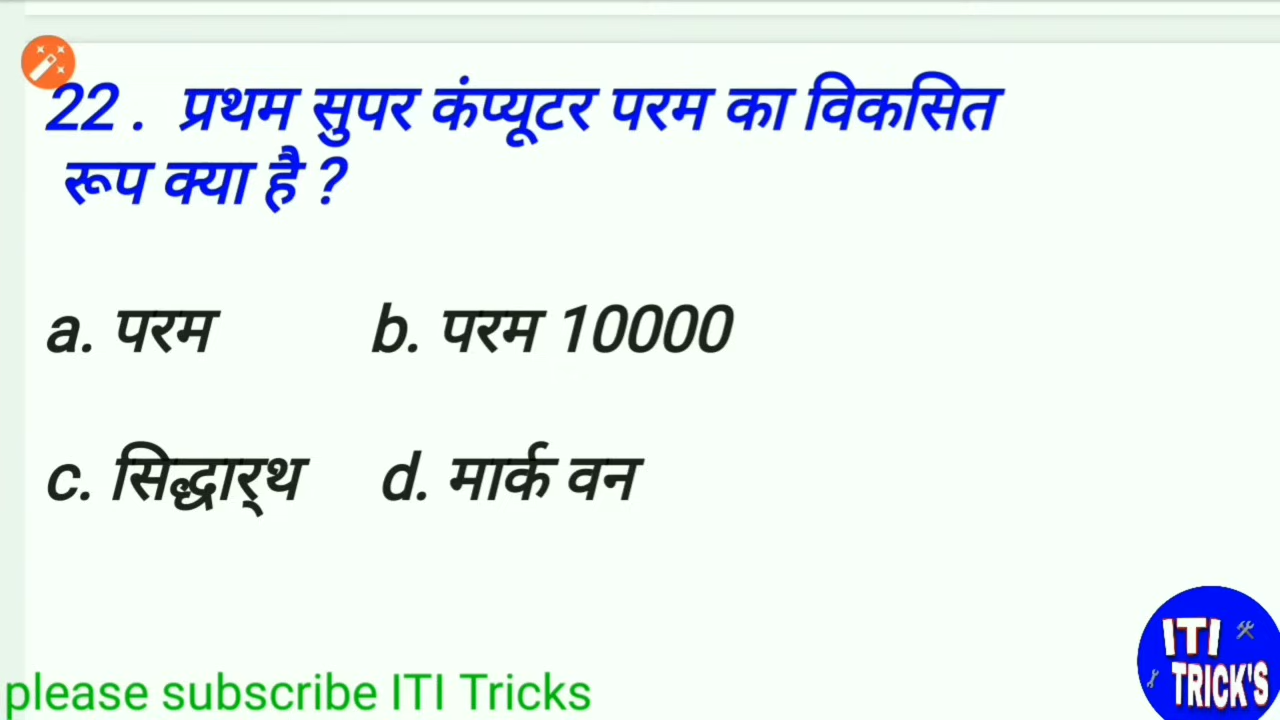 22 . प्रथम सुपर कंप्यूटर परम का विकसित
रूप क्या है ?
a. परम b. परम 10000
c. सिद्धार्‌थ d. मार्क वन
please subscribe ITI Tricks
ITI
TRICK'S